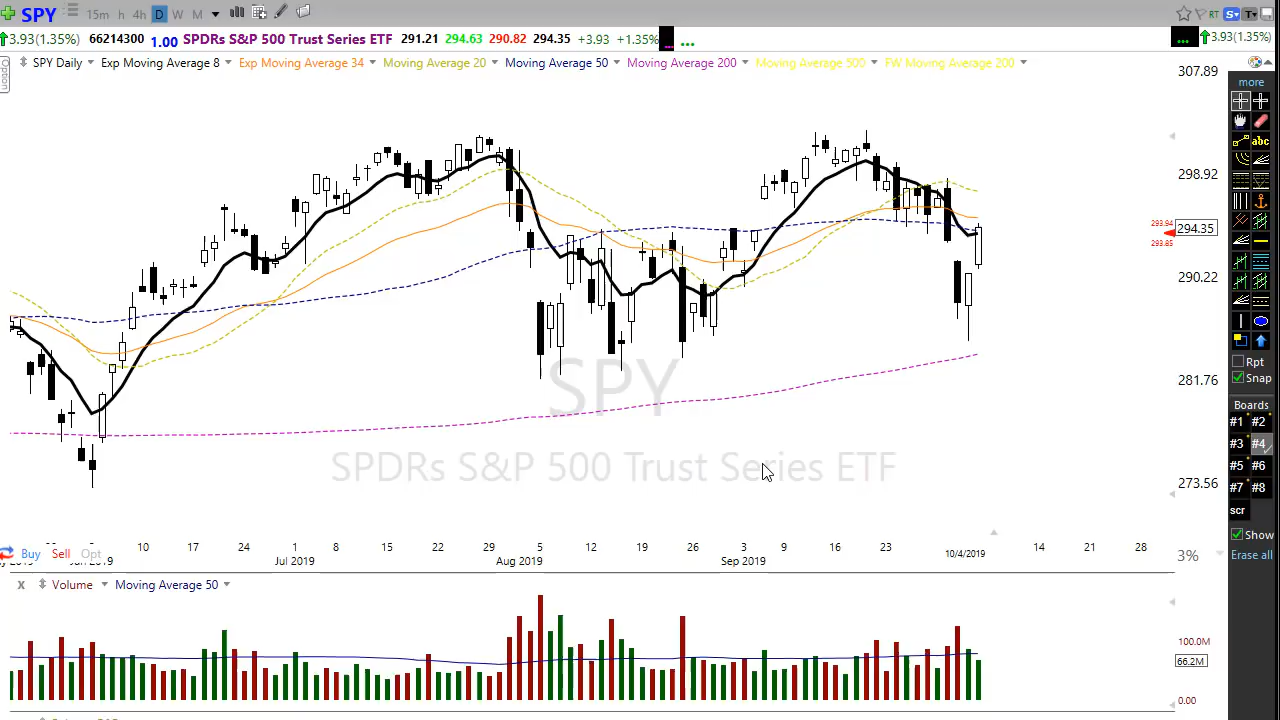 SPY 15m h 4h D W M RT S T
3.93(1.35%) 66214300 1.00 SPDRs S&P 500 Trust Series ETF 291.21 294.63 290.82 294.35 +3.93 +1.35% ... ... 3.93(1.35%)
Option
SPY Daily Exp Moving Average 8 Exp Moving Average 34 Moving Average 20 Moving Average 50 Moving Average 200 Moving Average 500 FW Moving Average 200
307.89
298.92
293.94
294.35
293.85
290.22
281.76
273.56
SPY
SPDRs S&P 500 Trust Series ETF
more
abc
Rpt
Snap
Boards
#1 #2
#3 #4
#5 #6
#7 #8
scr
Show
Erase all
10 17 24 1 8 15 22 29 5 12 19 26 3 9 16 23 10/4/2019 14 21 28
Buy Sell Opt
Jul 2019 Aug 2019 Sep 2019
3%
X Volume Moving Average 50
100.0M
66.2M
0.00